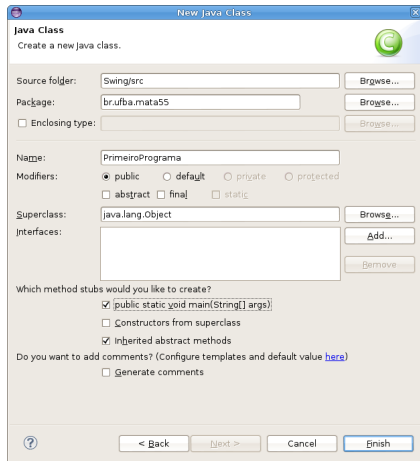 New Java Class
Java Class
Create a new Java class.
Source folder: Swing/src Browse...
Package: br.ufba.mata55 Browse...
Enclosing type: Browse...
Name: PrimeiroPrograma
Modifiers: public default private protected
abstract final static
Superclass: java.lang.Object Browse...
Interfaces: Add...
Remove
Which method stubs would you like to create?
public static void main(String[] args)
Constructors from superclass
Inherited abstract methods
Do you want to add comments? (Configure templates and default value here)
Generate comments
? < Back Next > Cancel Finish